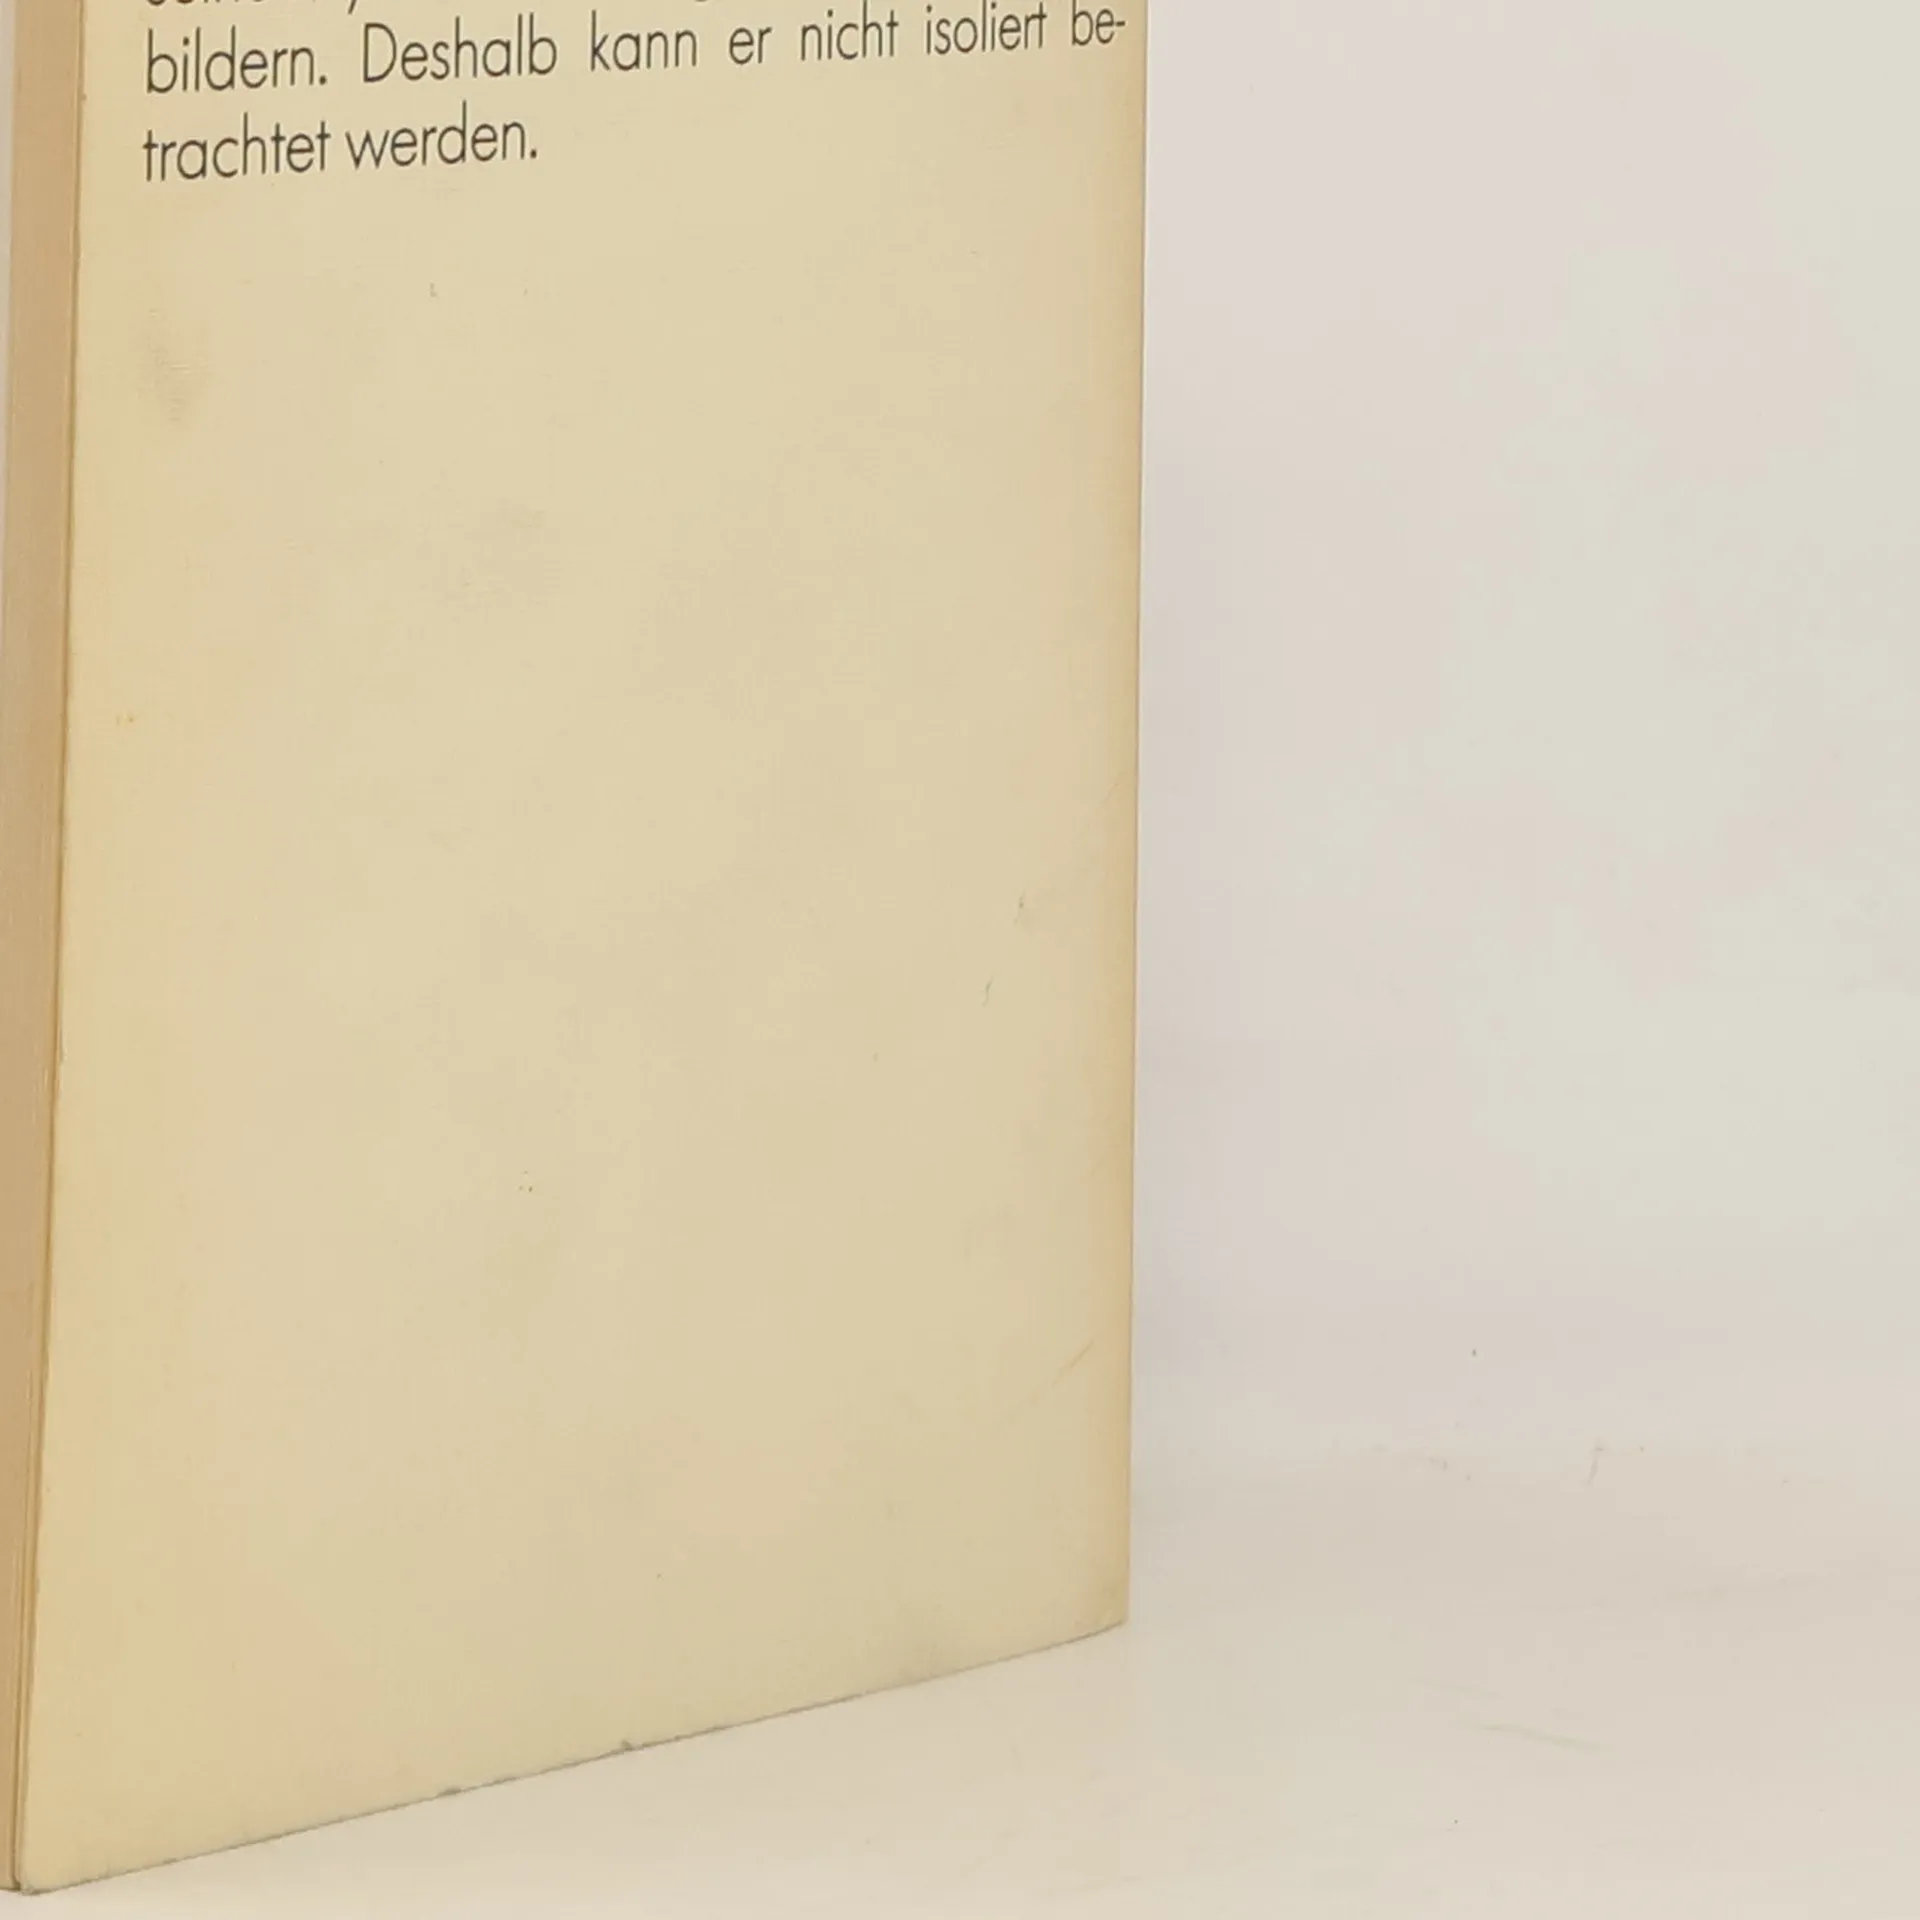 bildern. Deshalb kann er nicht isoliert be-
trachtet werden.